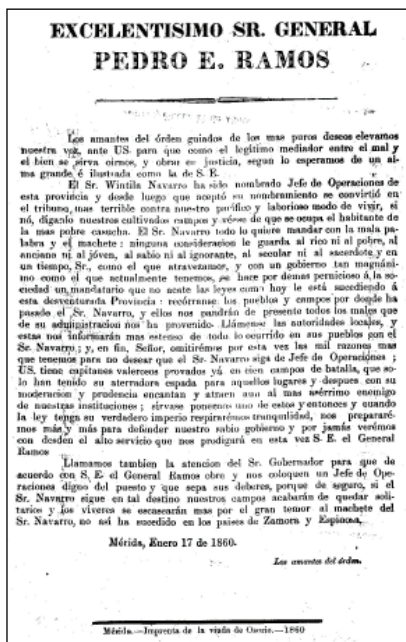 EXCELENTISIMO SR. GENERAL
PEDRO E. RAMOS
Los amantes del órden guiados de los mas puros deseos elevamos
nuestra voz, ante US. para que como el legítimo mediador entre el mal y
el bien se sirva oirnos, y obrar en justicia, segun lo esperamos de un al-
ma grande é ilustrada como la de S. E.
El Sr. Wintila Navarro ha sido nombrado Jefe de Operaciones de
esta provincia y desde luego que aceptó su nombramiento se convirtió en
el tribuno mas terrible contra nuestro pacífico y laborioso modo de vivir, si
nó, díganlo nuestros cultivados campos y véase de que se ocupa el habitante de
la mas pobre casucha. El Sr. Navarro todo lo quiere mandar con la mala pa-
labra y el machete: ninguna consideracion le guarda al rico ni al pobre, al
anciano ni al jóven, al sabio ni al ignorante, al secular ni al sacerdote, y en
un tiempo, Sr., como el que atravezamos, y con un gobierno tan magnáni-
mo como el que actualmente tenemos, se hace por demas pernicioso á la so-
ciedad un mandatario que no acate las leyes como hoy le está sucediendo á
esta desventurada Provincia: recórranse los pueblos y campos por donde ha
pasado el Sr. Navarro, y ellos nos pondrán de presente todos los males que
de su administracion nos ha provenido. Llámense las autoridades locales, y
estas nos informarán mas estenso de todo lo ocurrido en sus pueblos con el
Sr. Navarro; y, en fin, Señor, omitirémos por esta vez las mil razones mas
que tenemos para no desear que el Sr. Navarro siga de Jefe de Operaciones;
US. tiene capitanes valerosos provados yá en cien campos de batalla, que so-
lo han tenido su aterradora espada para aquellos lugares y despues con su
moderacion y prudencia encantan y atraen aun al mas acérrimo enemigo
de nuestras instituciones; sírvase ponernos uno de estos y entonces y cuando
la ley tenga su verdadero imperio respirarémos tranquilidad, nos preparare-
mos más y más para defender nuestro sabio gobierno y por jamás verémos
con desden el alto servicio que nos prodigará en esta vez S. E. el General
Ramos
Llamamos tambien la atencion del Sr. Gobernador para que de
acuerdo con S. E. el General Ramos obre y nos coloquen un Jefe de Ope-
raciones digno del puesto y que sepa sus deberes, porque de seguro, si el
Sr. Navarro sigue en tal destino nuestros campos acabarán de quedar soli-
tarios y los víveres se escasearán mas por el gran temor al machete del
Sr. Navarro, no así ha sucedido en los paises de Zamora y Espinosa.
Mérida, Enero 17 de 1860.
Los amantes del órden.
Mérida.—Imprenta de la viuda de Osorio.—1860